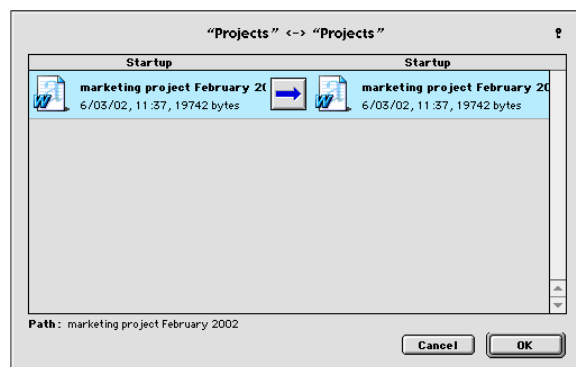 “Projects” <-> “Projects”
Startup Startup
marketing project February 20 marketing project February 20
6/03/02, 11:37, 19742 bytes 6/03/02, 11:37, 19742 bytes
Path: marketing project February 2002
Cancel OK